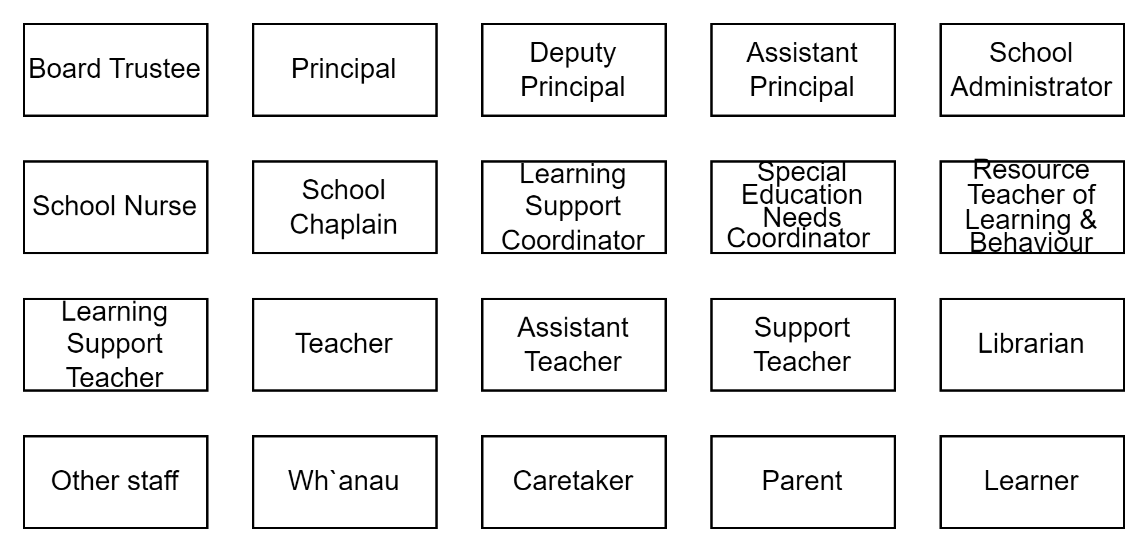 Board Trustee
Principal
Deputy
Principal
Assistant
Principal
School
Administrator
School Nurse
School
Chaplain
Learning
Support
Coordinator
Special
Education
Needs
Coordinator
Resource
Teacher of
Learning &
Behaviour
Learning
Support
Teacher
Teacher
Assistant
Teacher
Support
Teacher
Librarian
Other staff
Wh`anau
Caretaker
Parent
Learner